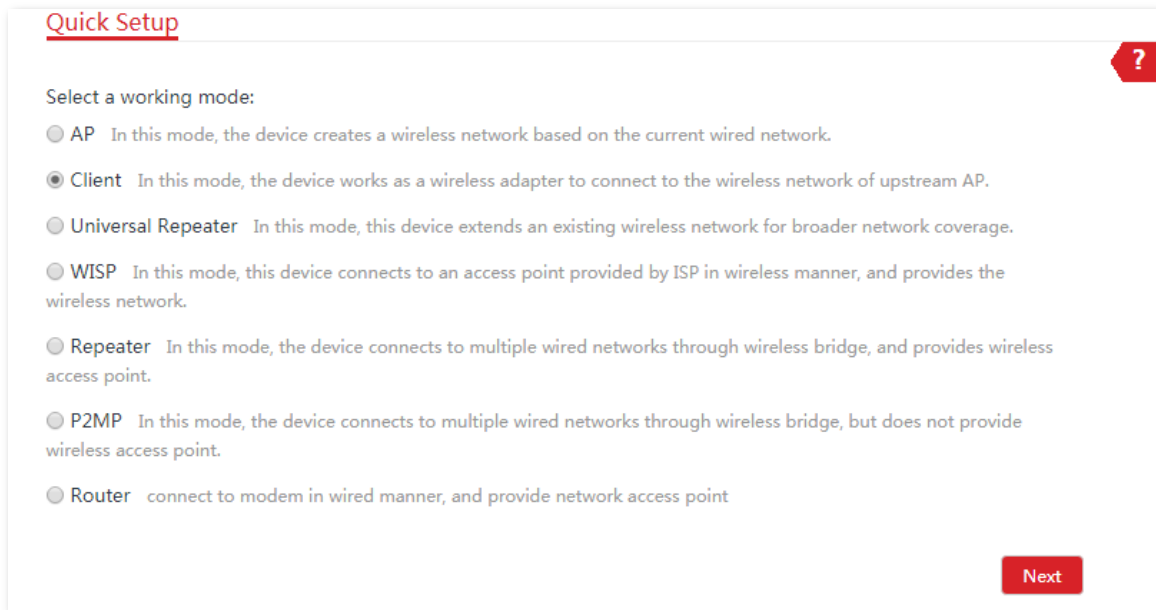 Quick Setup
?
Select a working mode:
AP In this mode, the device creates a wireless network based on the current wired network.
Client In this mode, the device works as a wireless adapter to connect to the wireless network of upstream AP.
Universal Repeater In this mode, this device extends an existing wireless network for broader network coverage.
WISP In this mode, this device connects to an access point provided by ISP in wireless manner, and provides the
wireless network.
Repeater In this mode, the device connects to multiple wired networks through wireless bridge, and provides wireless
access point.
P2MP In this mode, the device connects to multiple wired networks through wireless bridge, but does not provide
wireless access point.
Router connect to modem in wired manner, and provide network access point
Next